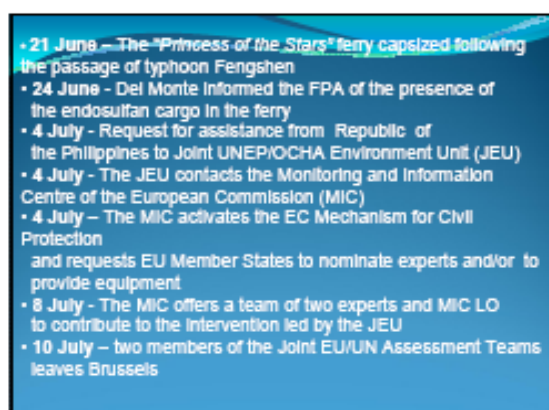 • 21 June – The "Princess of the Stars" ferry capsized following
the passage of typhoon Fengshen
• 24 June - Del Monte informed the FPA of the presence of
the endosulfan cargo in the ferry
• 4 July - Request for assistance from Republic of
the Philippines to Joint UNEP/OCHA Environment Unit (JEU)
• 4 July - The JEU contacts the Monitoring and Information
Centre of the European Commission (MIC)
• 4 July – The MIC activates the EC Mechanism for Civil
Protection
and requests EU Member States to nominate experts and/or to
provide equipment
• 8 July - The MIC offers a team of two experts and MIC LO
to contribute to the intervention led by the JEU
• 10 July – two members of the Joint EU/UN Assessment Teams
leaves Brussels